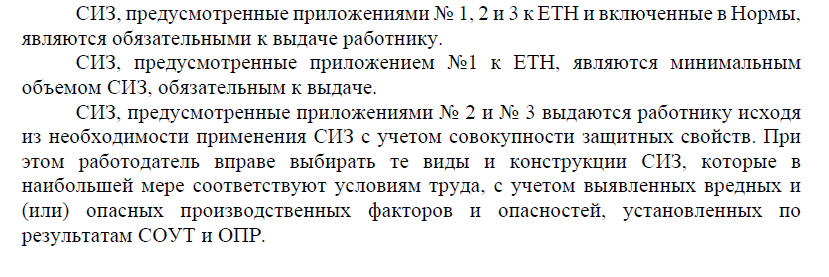 СИЗ, предусмотренные приложениями № 1, 2 и 3 к ЕТН и включенные в Нормы,
являются обязательными к выдаче работнику.
СИЗ, предусмотренные приложением №1 к ЕТН, являются минимальным
объемом СИЗ, обязательным к выдаче.
СИЗ, предусмотренные приложениями № 2 и № 3 выдаются работнику исходя
из необходимости применения СИЗ с учетом совокупности защитных свойств. При
этом работодатель вправе выбирать те виды и конструкции СИЗ, которые в
наибольшей мере соответствуют условиям труда, с учетом выявленных вредных и
(или) опасных производственных факторов и опасностей, установленных по
результатам СОУТ и ОПР.